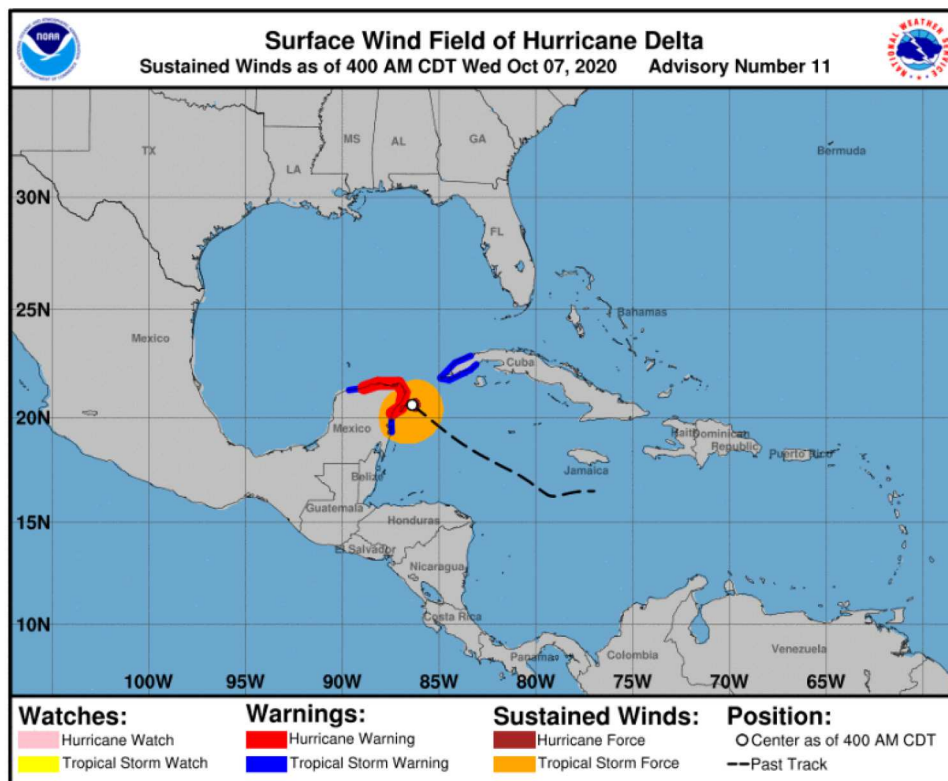 NOAA
Surface Wind Field of Hurricane Delta
Sustained Winds as of 400 AM CDT Wed Oct 07, 2020 Advisory Number 11
NATIONAL WEATHER SERVICE
TX
MS
AL
GA
LA
Bermuda
30N
FL
25N
Mexico
Bahamas
Cuba
20N
Mexico
Haiti
Dominican
Republic
Puerto Rico
Jamaica
Belize
15N
Guatemala
Honduras
El Salvador
Nicaragua
10N
Costa Rica
Panama
Colombia
Venezuela
100W 95W 90W 85W 80W 75W 70W 65W
Watches:
Hurricane Watch
Tropical Storm Watch
Warnings:
Hurricane Warning
Tropical Storm Warning
Sustained Winds:
Hurricane Force
Tropical Storm Force
Position:
Center as of 400 AM CDT
Past Track